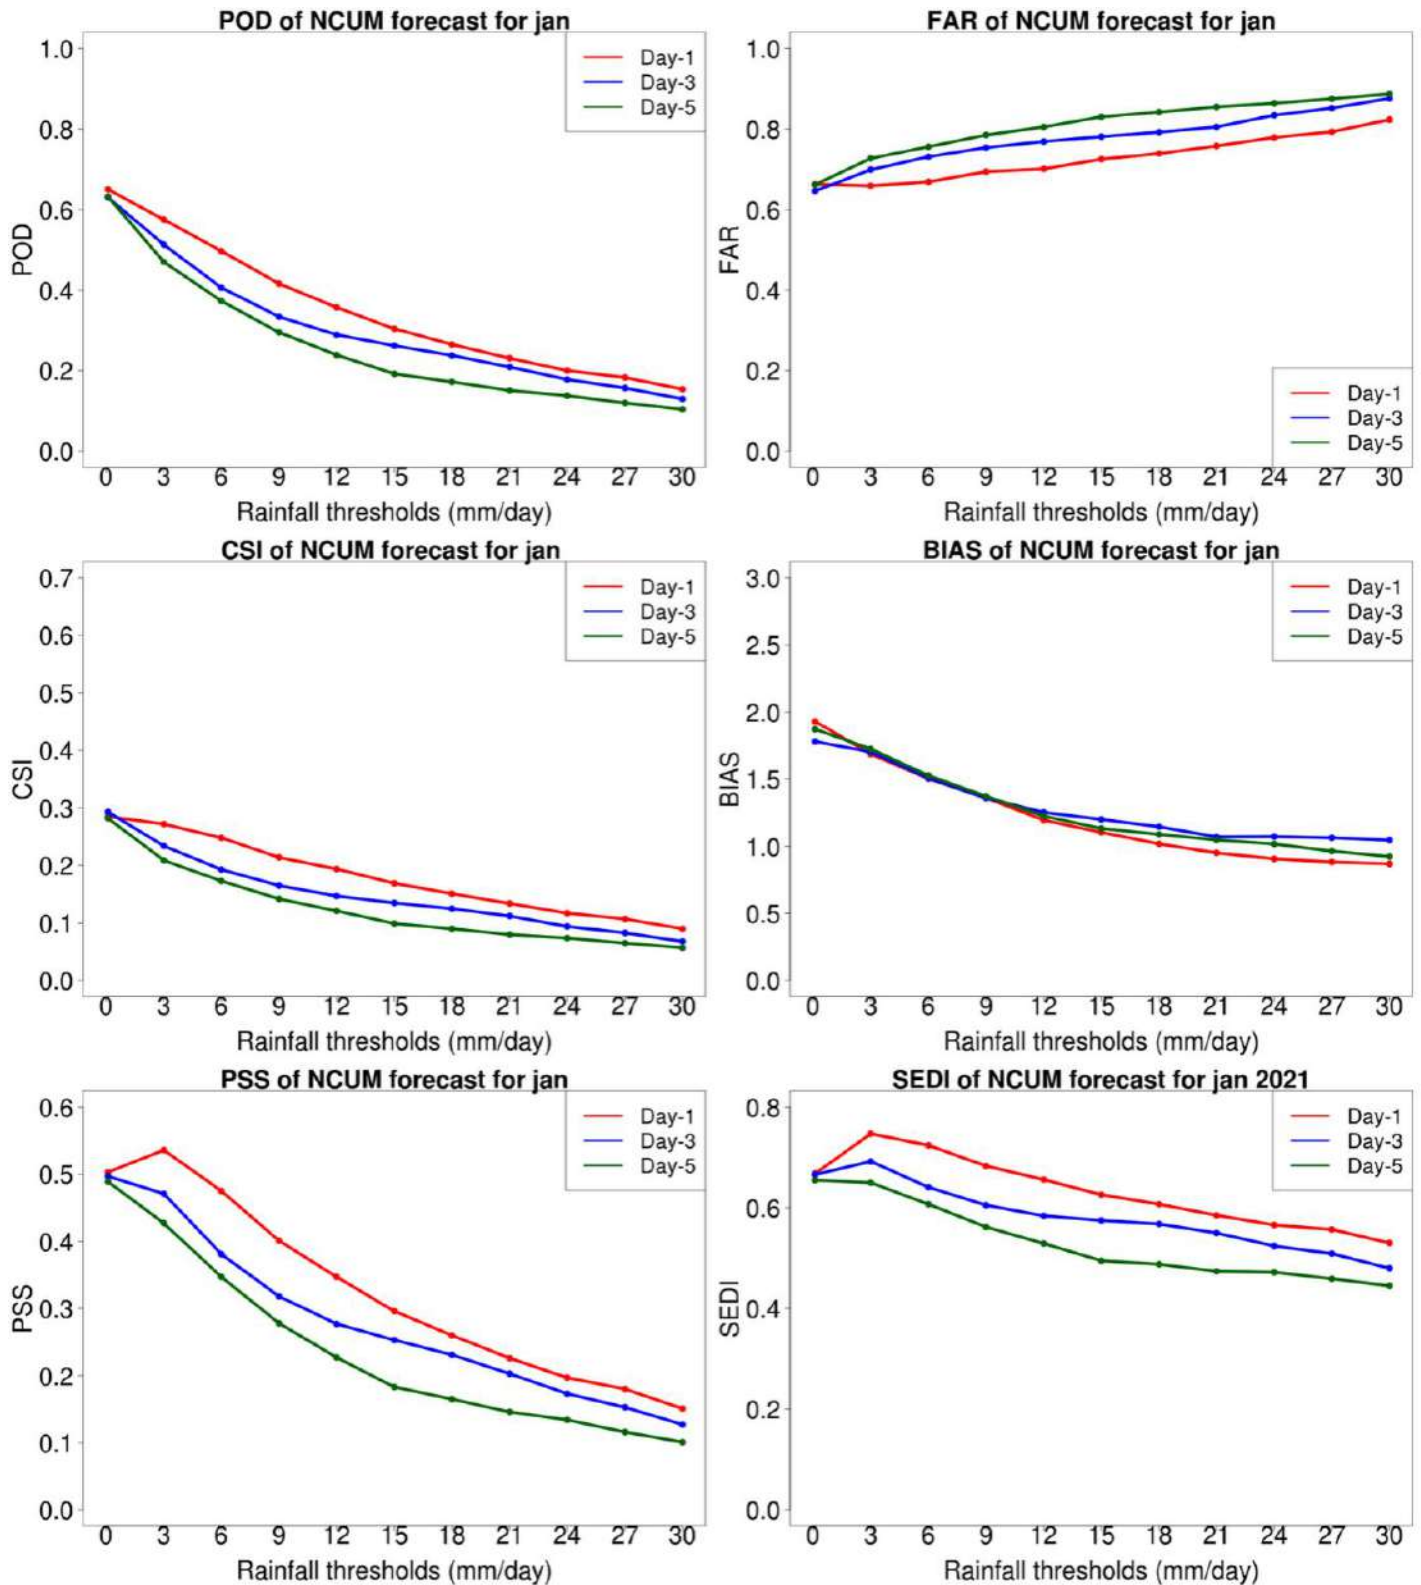 POD of NCUM forecast for jan
1.0
0.8
0.6
0.4
0.2
0.0
POD
Day-1
Day-3
Day-5
0 3 6 9 12 15 18 21 24 27 30
Rainfall thresholds (mm/day)
FAR of NCUM forecast for jan
1.0
0.8
0.6
0.4
0.2
0.0
FAR
Day-1
Day-3
Day-5
0 3 6 9 12 15 18 21 24 27 30
Rainfall thresholds (mm/day)
CSI of NCUM forecast for jan
0.7
0.6
0.5
0.4
0.3
0.2
0.1
0.0
CSI
Day-1
Day-3
Day-5
0 3 6 9 12 15 18 21 24 27 30
Rainfall thresholds (mm/day)
BIAS of NCUM forecast for jan
3.0
2.5
2.0
1.5
1.0
0.5
0.0
BIAS
Day-1
Day-3
Day-5
0 3 6 9 12 15 18 21 24 27 30
Rainfall thresholds (mm/day)
PSS of NCUM forecast for jan
0.6
0.5
0.4
0.3
0.2
0.1
0.0
PSS
Day-1
Day-3
Day-5
0 3 6 9 12 15 18 21 24 27 30
Rainfall thresholds (mm/day)
SEDI of NCUM forecast for jan 2021
0.8
0.6
0.4
0.2
0.0
SEDI
Day-1
Day-3
Day-5
0 3 6 9 12 15 18 21 24 27 30
Rainfall thresholds (mm/day)